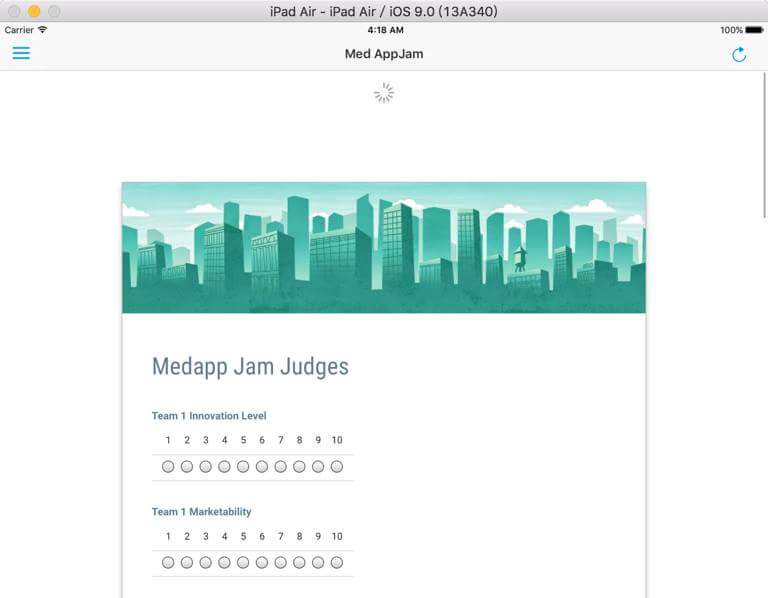 iPad Air - iPad Air / iOS 9.0 (13A340)
Carrier 4:18 AM 100%
Med AppJam
Medapp Jam Judges
Team 1 Innovation Level
1 2 3 4 5 6 7 8 9 10
Team 1 Marketability
1 2 3 4 5 6 7 8 9 10